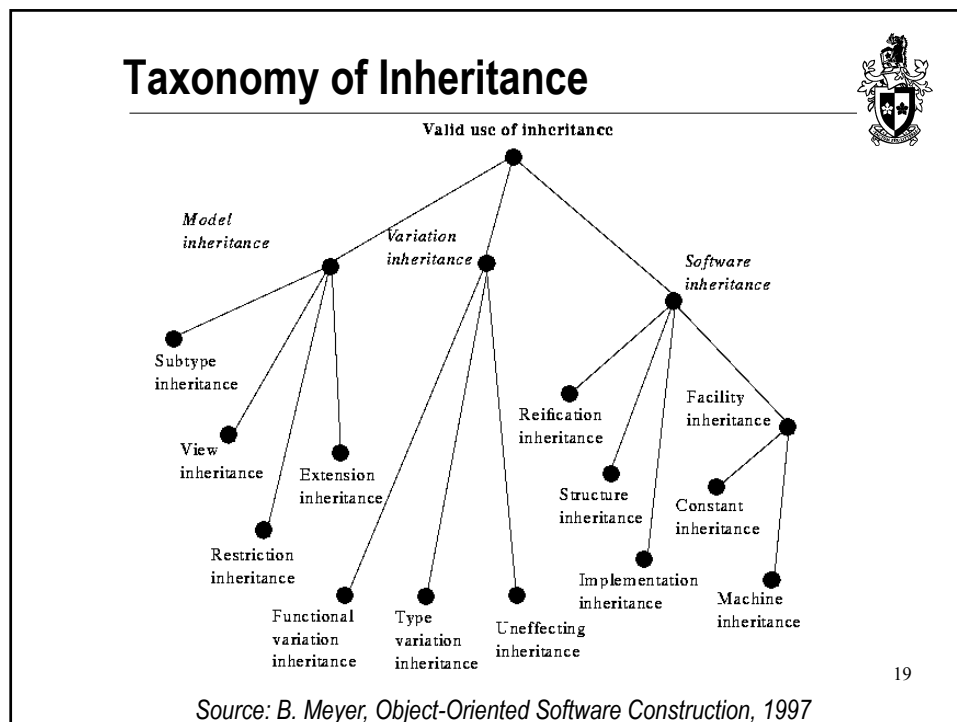 Taxonomy of Inheritance
Valid use of inheritance
Model
inheritance
Variation
inheritance
Software
inheritance
Subtype
inheritance
View
inheritance
Extension
inheritance
Restriction
inheritance
Functional
variation
inheritance
Type
variation
inheritance
Uneffecting
inheritance
Reification
inheritance
Structure
inheritance
Implementation
inheritance
Facility
inheritance
Constant
inheritance
Machine
inheritance
19
Source: B. Meyer, Object-Oriented Software Construction, 1997